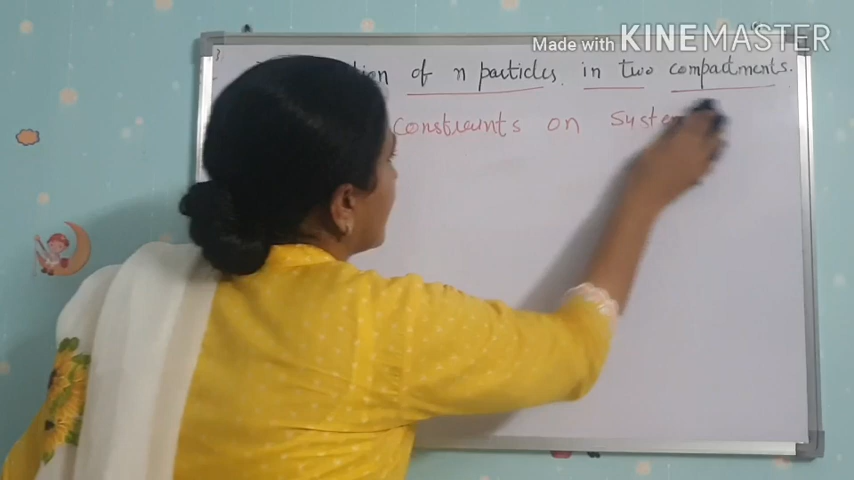 Made with KINEMASTER
of n particles in two compartments.
constraints on